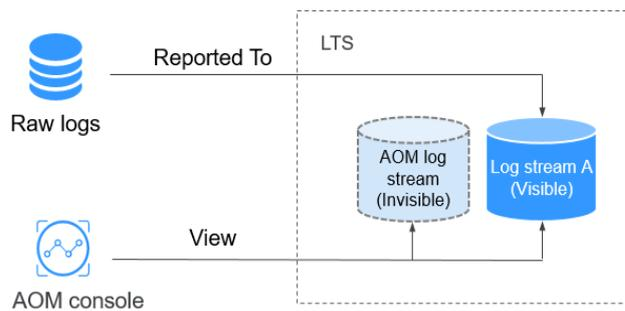 LTS
Reported To
Raw logs
AOM log
stream
(Invisible)
Log stream A
(Visible)
View
AOM console